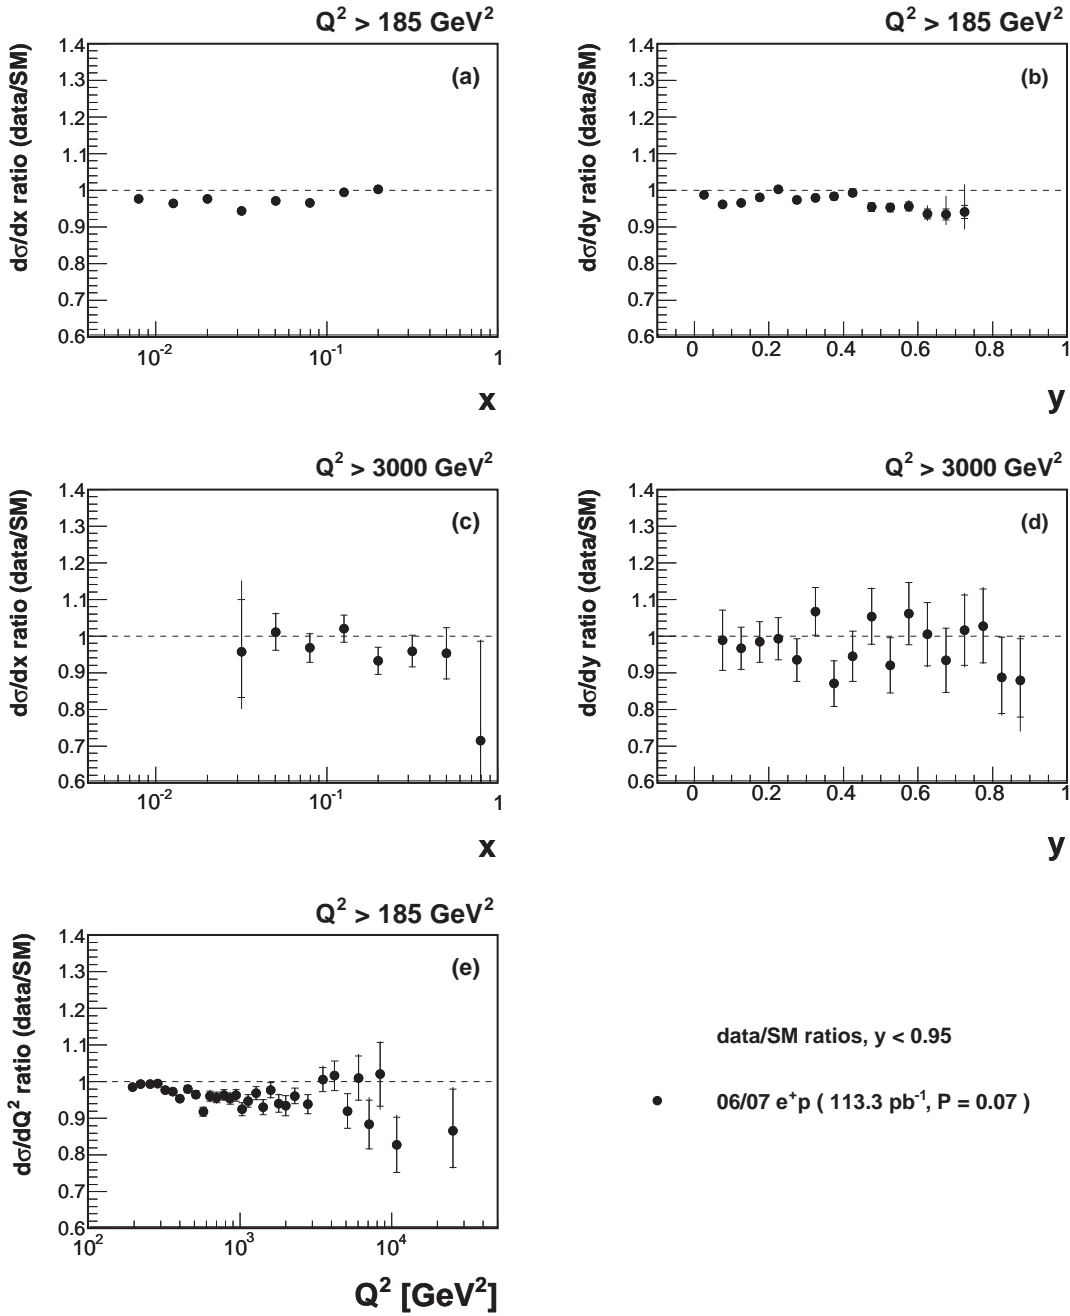 Q² > 185 GeV²
dσ/dx ratio (data/SM)
(a)
1.4
1.3
1.2
1.1
1
0.9
0.8
0.7
0.6
10⁻² 10⁻¹ 1
x
Q² > 185 GeV²
dσ/dy ratio (data/SM)
(b)
1.4
1.3
1.2
1.1
1
0.9
0.8
0.7
0.6
0 0.2 0.4 0.6 0.8 1
y
Q² > 3000 GeV²
dσ/dx ratio (data/SM)
(c)
1.4
1.3
1.2
1.1
1
0.9
0.8
0.7
0.6
10⁻² 10⁻¹ 1
x
Q² > 3000 GeV²
dσ/dy ratio (data/SM)
(d)
1.4
1.3
1.2
1.1
1
0.9
0.8
0.7
0.6
0 0.2 0.4 0.6 0.8 1
y
Q² > 185 GeV²
dσ/dQ² ratio (data/SM)
(e)
1.4
1.3
1.2
1.1
1
0.9
0.8
0.7
0.6
10² 10³ 10⁴
Q² [GeV²]
data/SM ratios, y < 0.95
06/07 e⁺p ( 113.3 pb⁻¹, P = 0.07 )